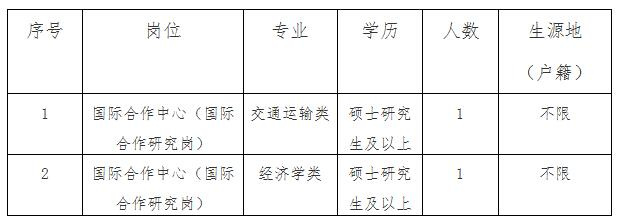 序号 岗位 专业 学历 人数 生源地
（户籍）
1 国际合作中心（国际 交通运输类 硕士研究 1 不限
合作研究岗） 生及以上
2 国际合作中心（国际 经济学类 硕士研究 1 不限
合作研究岗） 生及以上